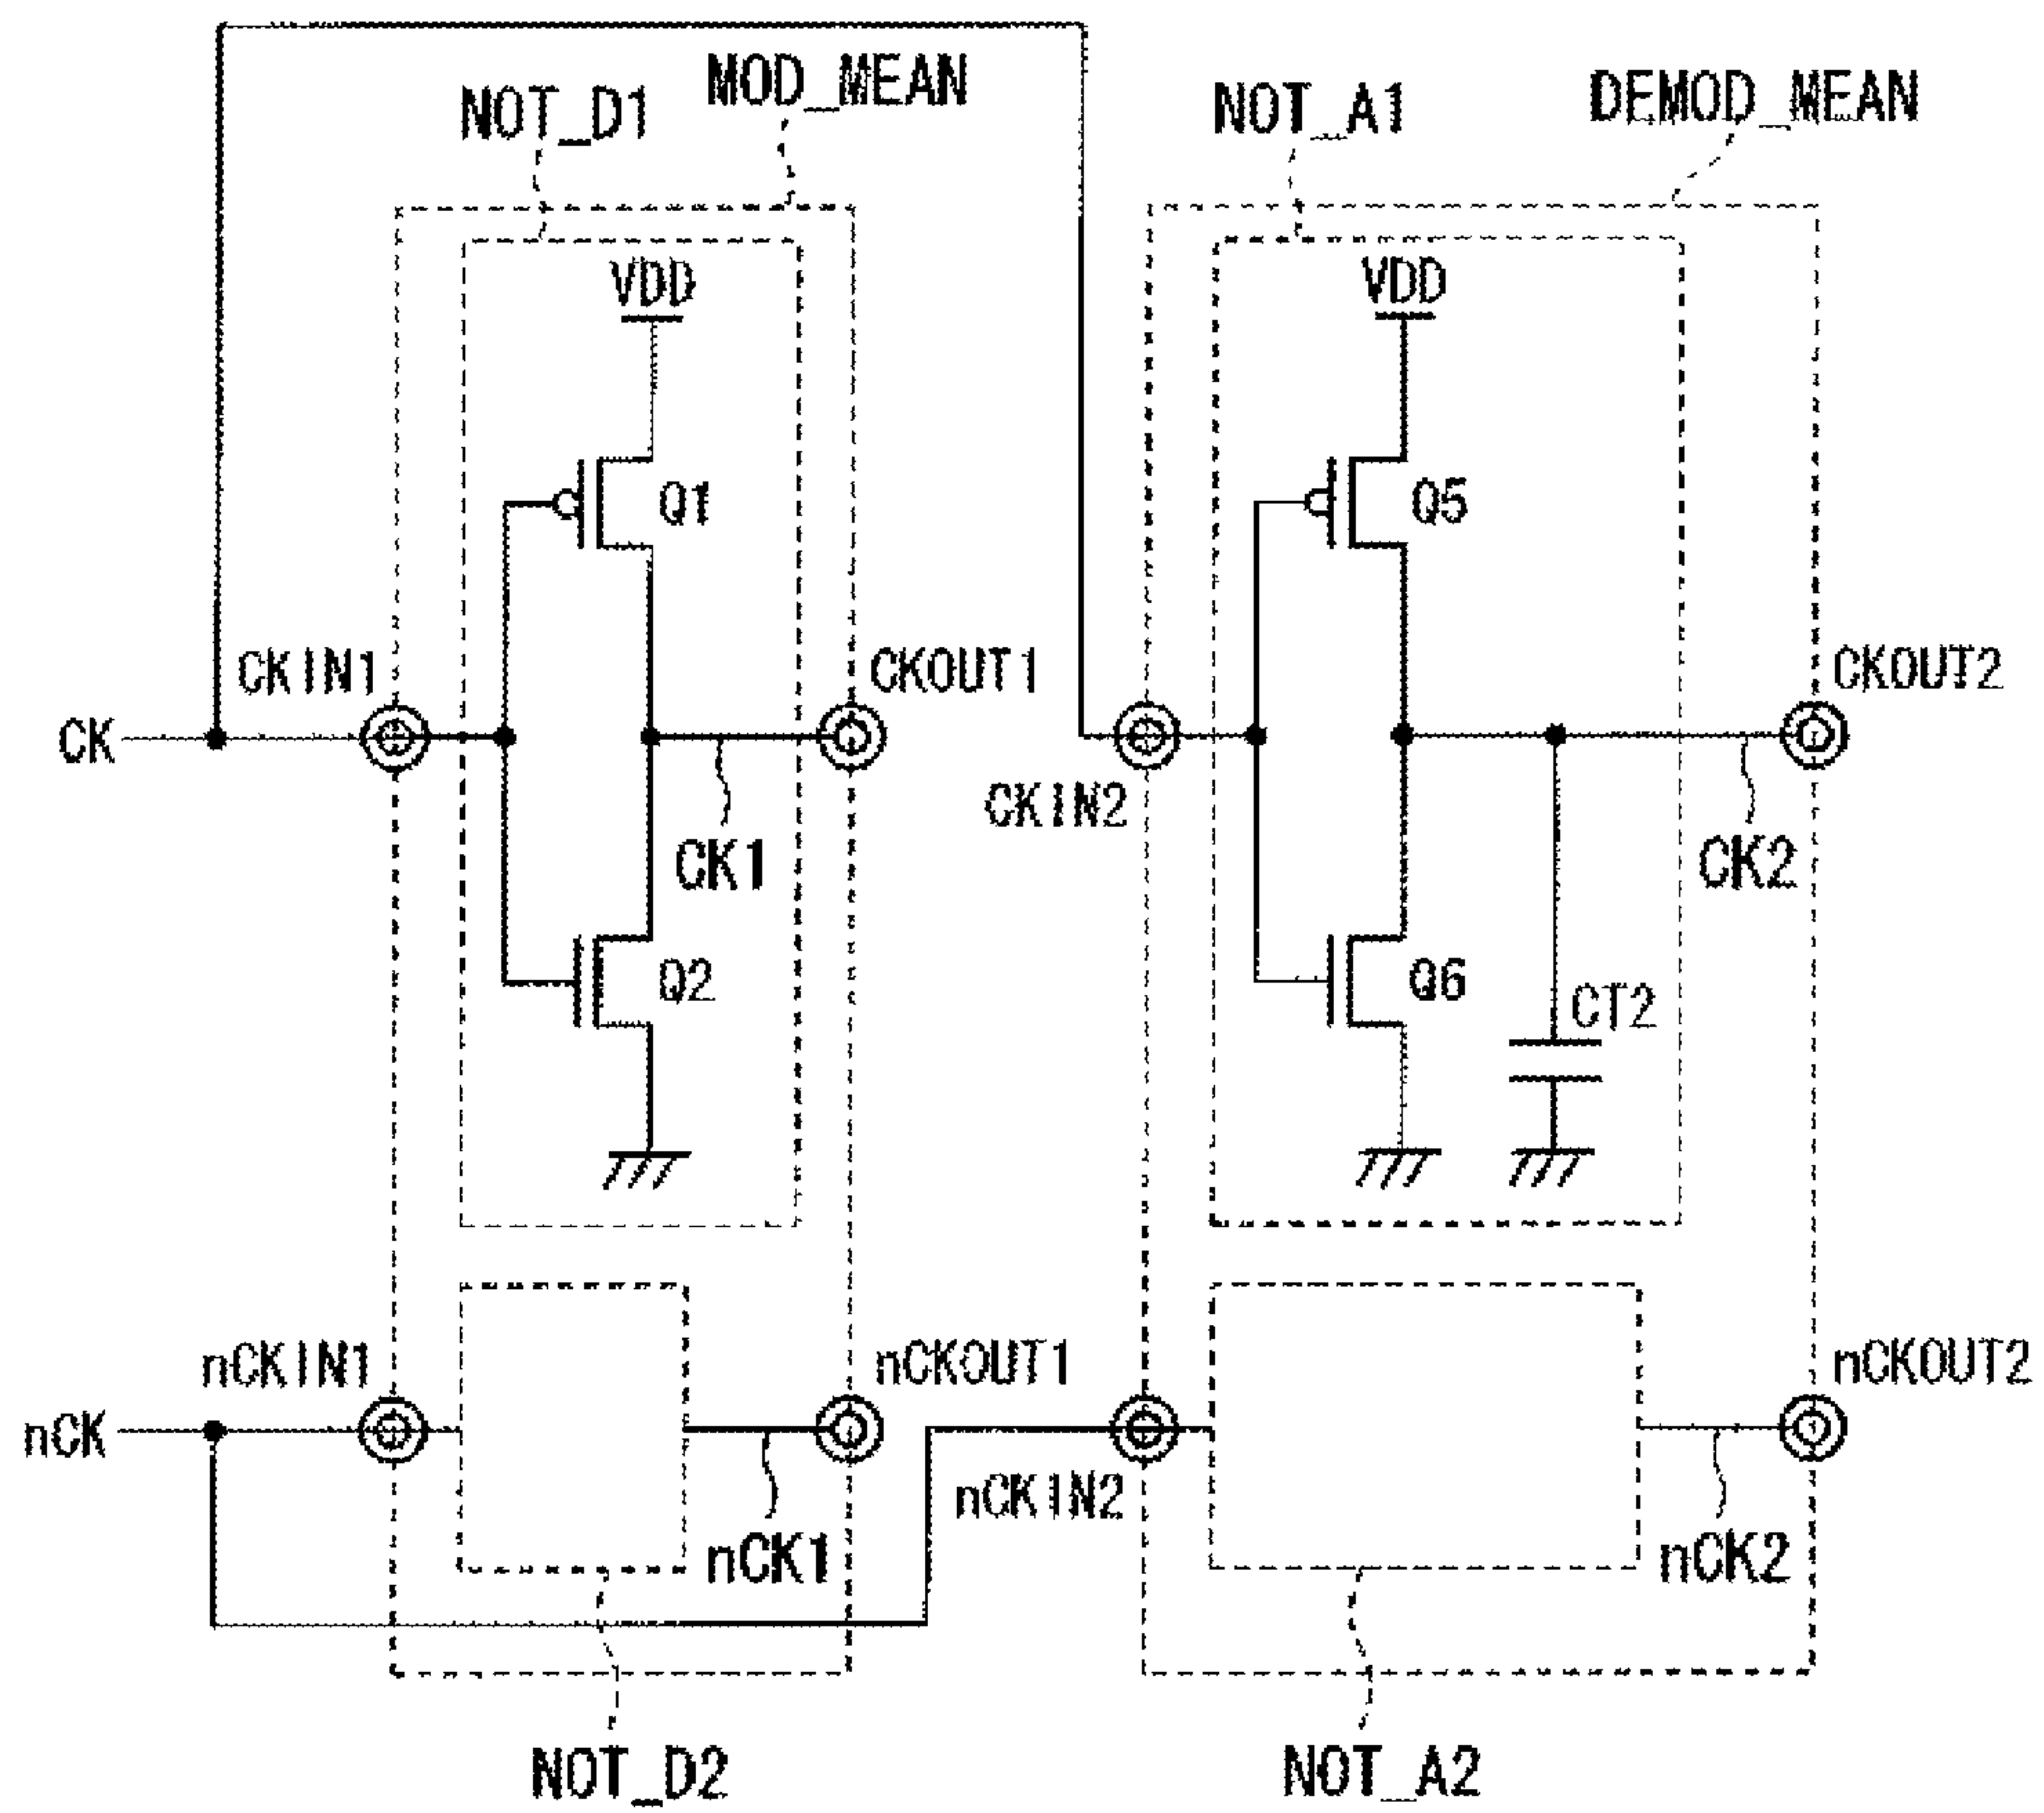 MOD_MEAN
NOT_D1
NOT_A1
DEMOD_MEAN
VDD
VDD
Q1
Q5
CKIN1
CKOUT1
CKOUT2
CK
CKIN2
CK1
CK2
Q2
Q6
CT2
nCKIN1
nCKOUT1
nCKOUT2
nCK
nCKIN2
nCK1
nCK2
NOT_D2
NOT_A2